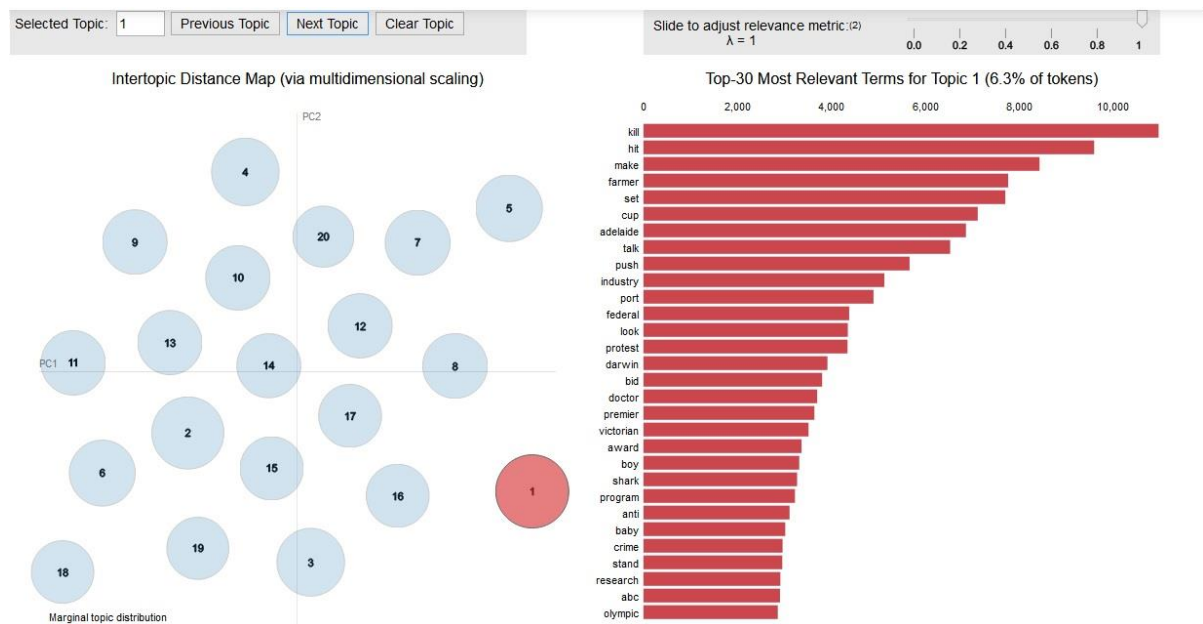 Selected Topic: 1 Previous Topic Next Topic Clear Topic
Slide to adjust relevance metric:(2)
λ = 1
0.0 0.2 0.4 0.6 0.8 1
Intertopic Distance Map (via multidimensional scaling)
PC2
PC1
4
5
9
20
7
10
12
13
11
14
8
17
2
15
6
16
1
19
3
18
Marginal topic distribution
Top-30 Most Relevant Terms for Topic 1 (6.3% of tokens)
0 2,000 4,000 6,000 8,000 10,000
kill
hit
make
farmer
set
cup
adelaide
talk
push
industry
port
federal
look
protest
darwin
bid
doctor
premier
victorian
award
boy
shark
program
anti
baby
crime
stand
research
abc
olympic